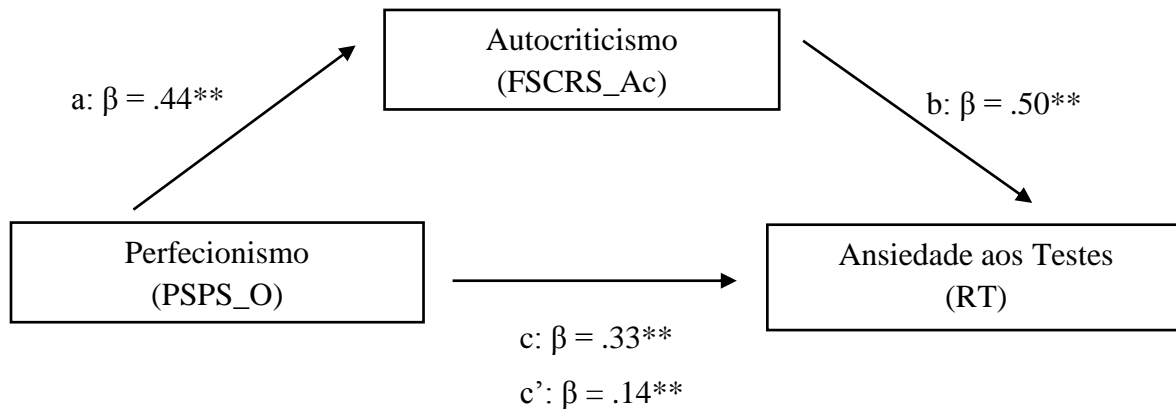 Autocriticismo
(FSCRS_Ac)
a: β = .44**
b: β = .50**
Perfecionismo
(PSPS_O)
Ansiedade aos Testes
(RT)
c: β = .33**
c’: β = .14**